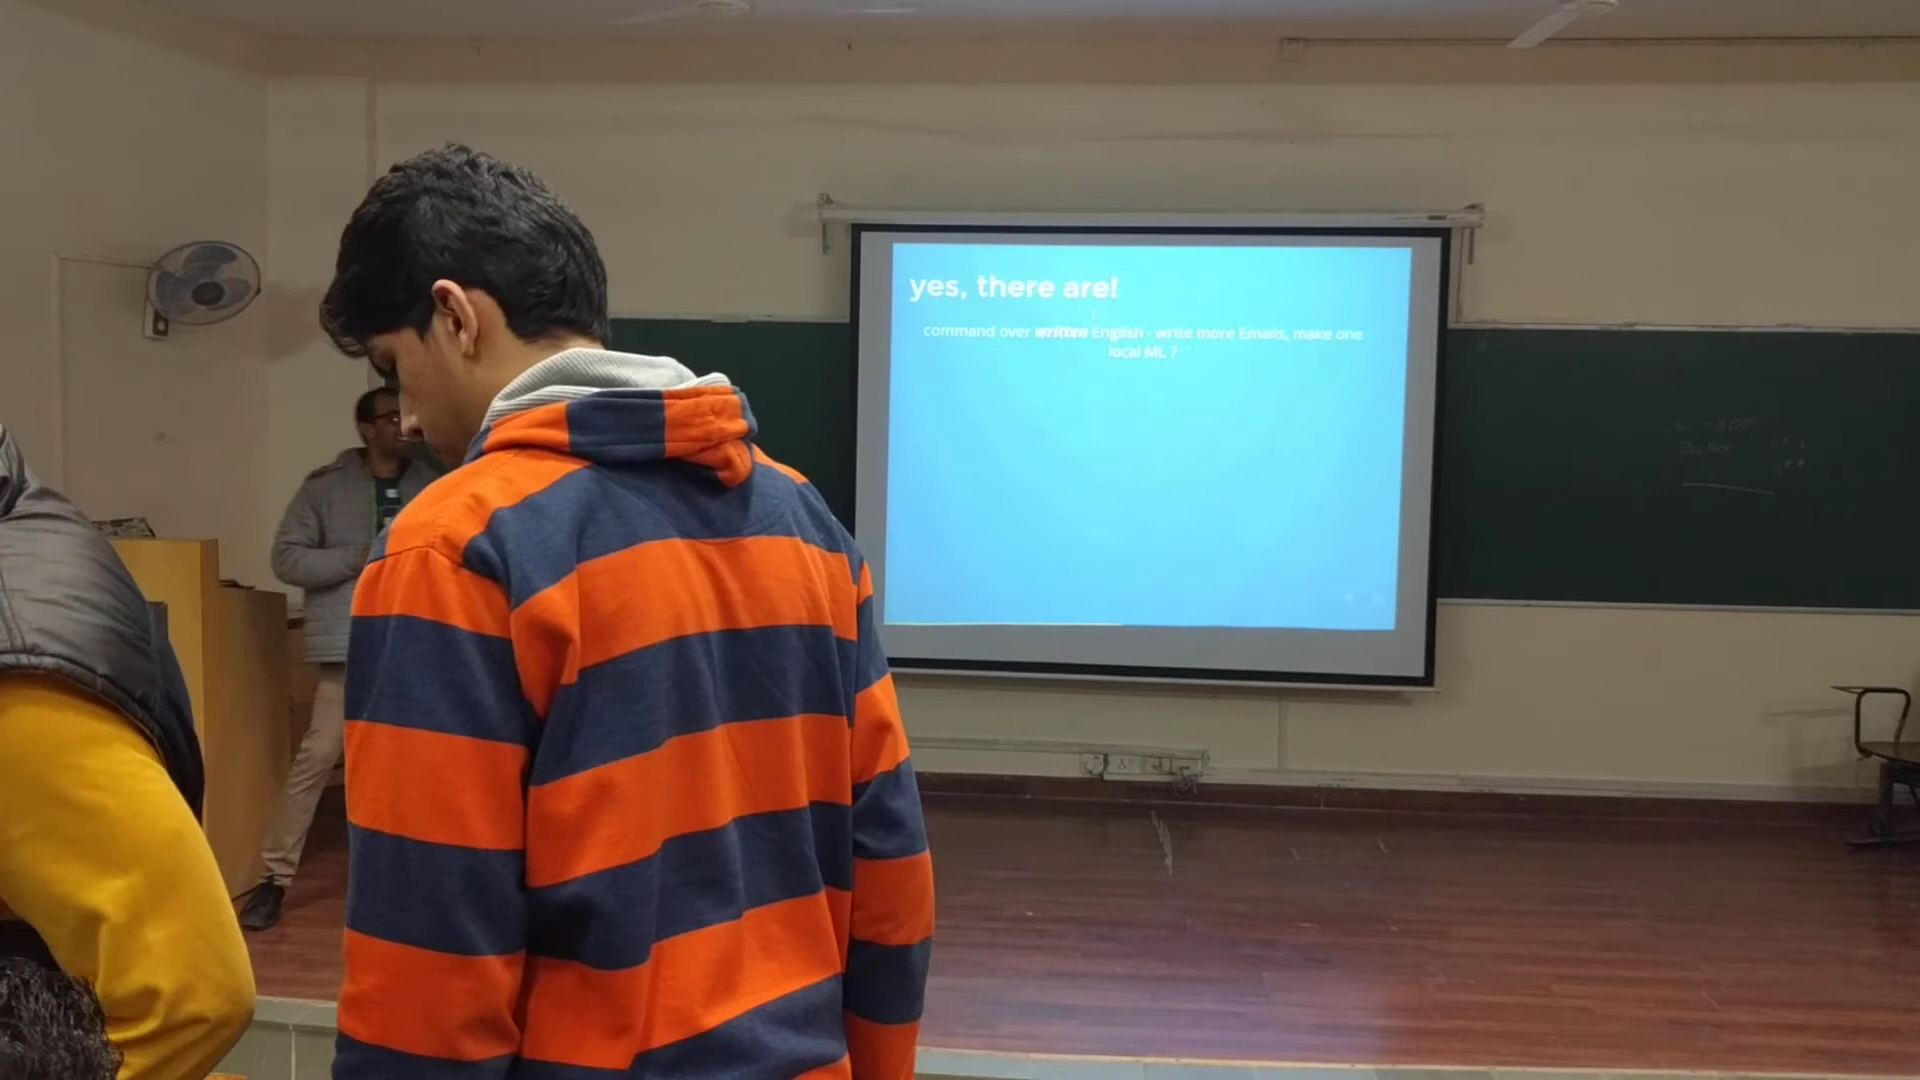 yes, there are!
command over written English - write more Emails, make one
local ML ?